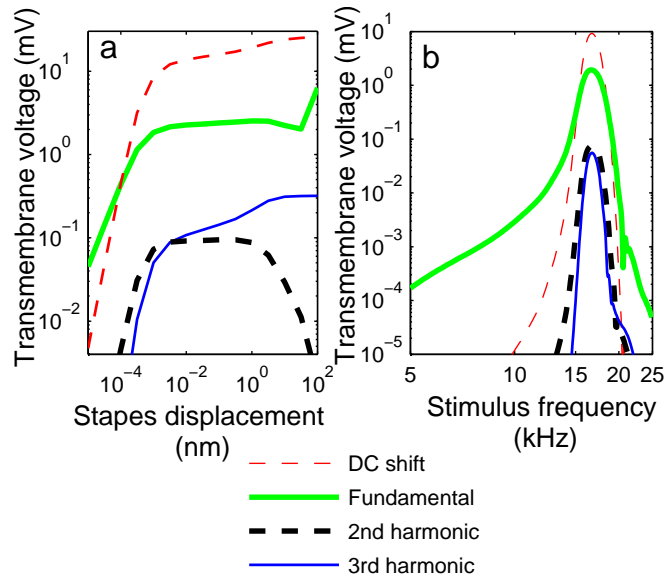 a
b
Transmembrane voltage (mV)
10^1
10^0
10^−1
10^−2
10^−4
10^−2
10^0
10^2
Stapes displacement
(nm)
Transmembrane voltage (mV)
10^1
10^0
10^−1
10^−2
10^−3
10^−4
10^−5
5
10
15
20
25
Stimulus frequency
(kHz)
DC shift
Fundamental
2nd harmonic
3rd harmonic